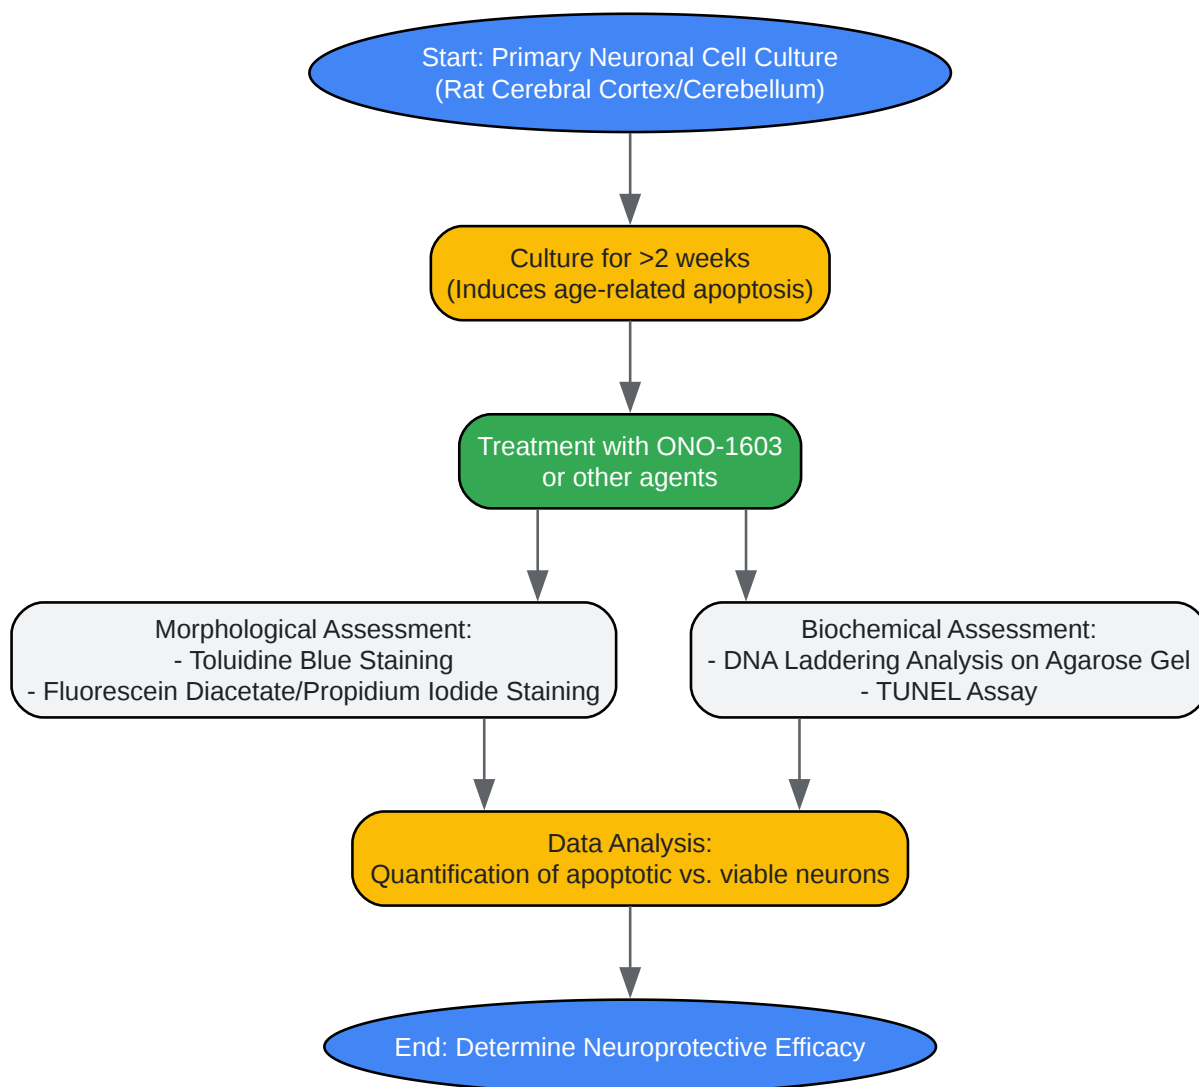 Start: Primary Neuronal Cell Culture
(Rat Cerebral Cortex/Cerebellum)
Culture for >2 weeks
(Induces age-related apoptosis)
Treatment with ONO-1603
or other agents
Morphological Assessment:
- Toluidine Blue Staining
- Fluorescein Diacetate/Propidium Iodide Staining
Biochemical Assessment:
- DNA Laddering Analysis on Agarose Gel
- TUNEL Assay
Data Analysis:
Quantification of apoptotic vs. viable neurons
End: Determine Neuroprotective Efficacy